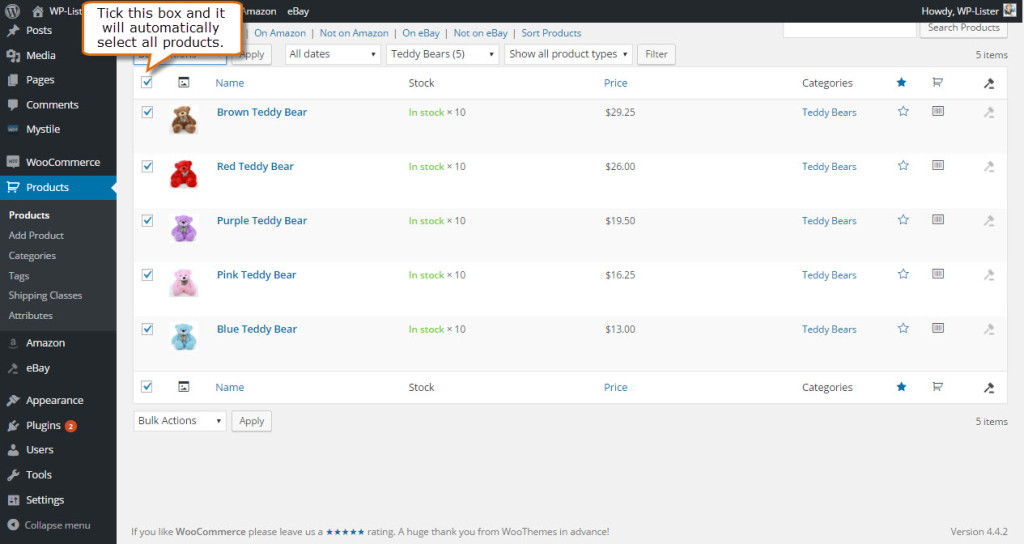 WP-Lis Amazon eBay Howdy, WP-Lister
Tick this box and it
will automatically
select all products.
Posts
Media
Pages
Comments
Mystile
WooCommerce
Products
Products
Add Product
Categories
Tags
Shipping Classes
Attributes
Amazon
eBay
Appearance
Plugins 2
Users
Tools
Settings
Collapse menu
| On Amazon | Not on Amazon | On eBay | Not on eBay | Sort Products
Search Products
Apply All dates Teddy Bears (5) Show all product types Filter 5 items
Name Stock Price Categories
Brown Teddy Bear In stock × 10 $29.25 Teddy Bears
Red Teddy Bear In stock × 10 $26.00 Teddy Bears
Purple Teddy Bear In stock × 10 $19.50 Teddy Bears
Pink Teddy Bear In stock × 10 $16.25 Teddy Bears
Blue Teddy Bear In stock × 10 $13.00 Teddy Bears
Name Stock Price Categories
Bulk Actions Apply 5 items
If you like WooCommerce please leave us a ★★★★★ rating. A huge thank you from WooThemes in advance! Version 4.4.2